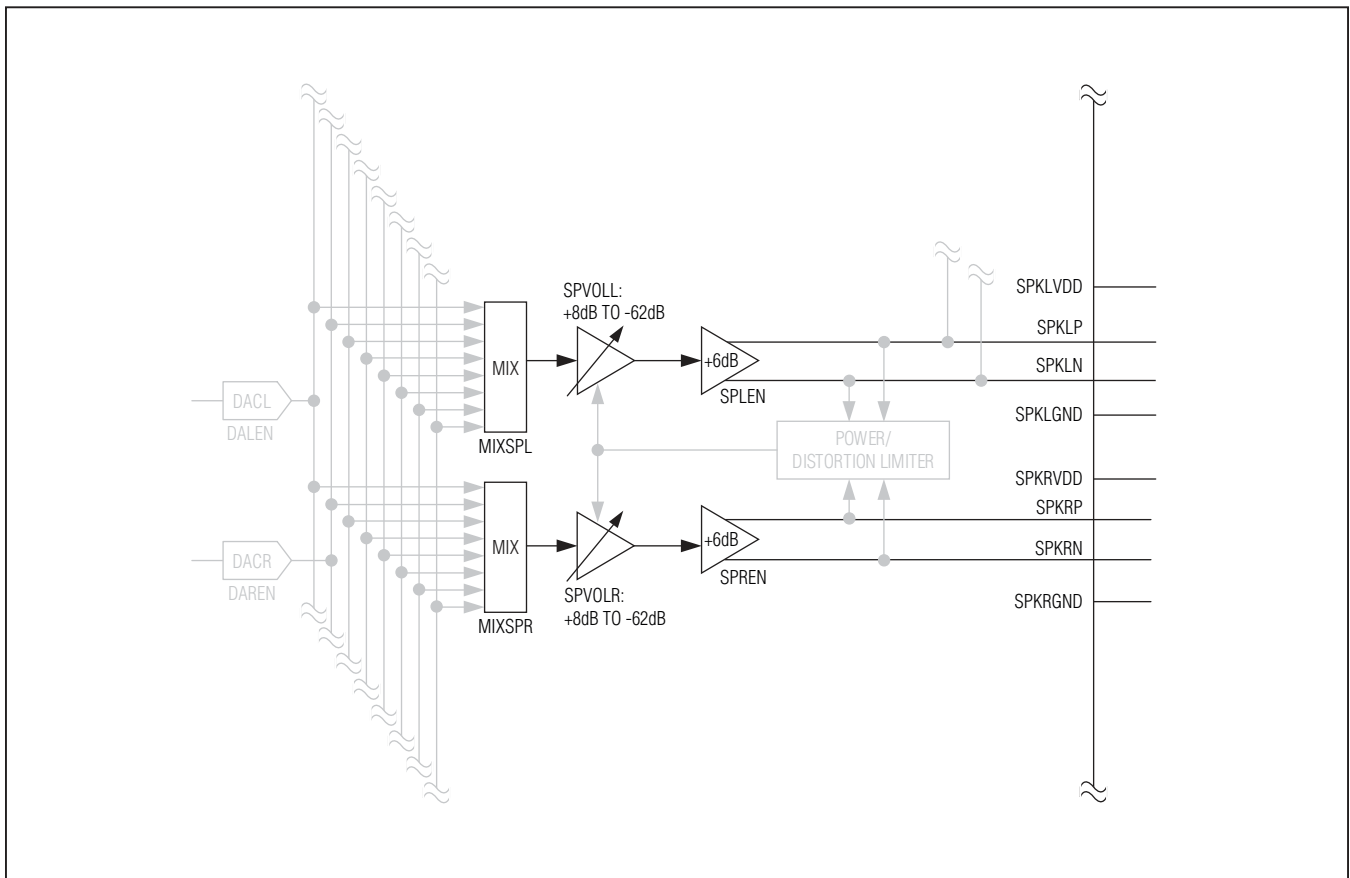 SPVOLL:
+8dB TO -62dB
SPKLVDD
SPKLP
MIX
+6dB
SPKLN
SPLEN
DACL
DALEN
SPKLGND
MIXSPL
POWER/
DISTORTION LIMITER
SPKRVDD
SPKRP
MIX
+6dB
SPKRN
DACR
DAREN
SPREN
SPVOLR:
+8dB TO -62dB
SPKRGND
MIXSPR